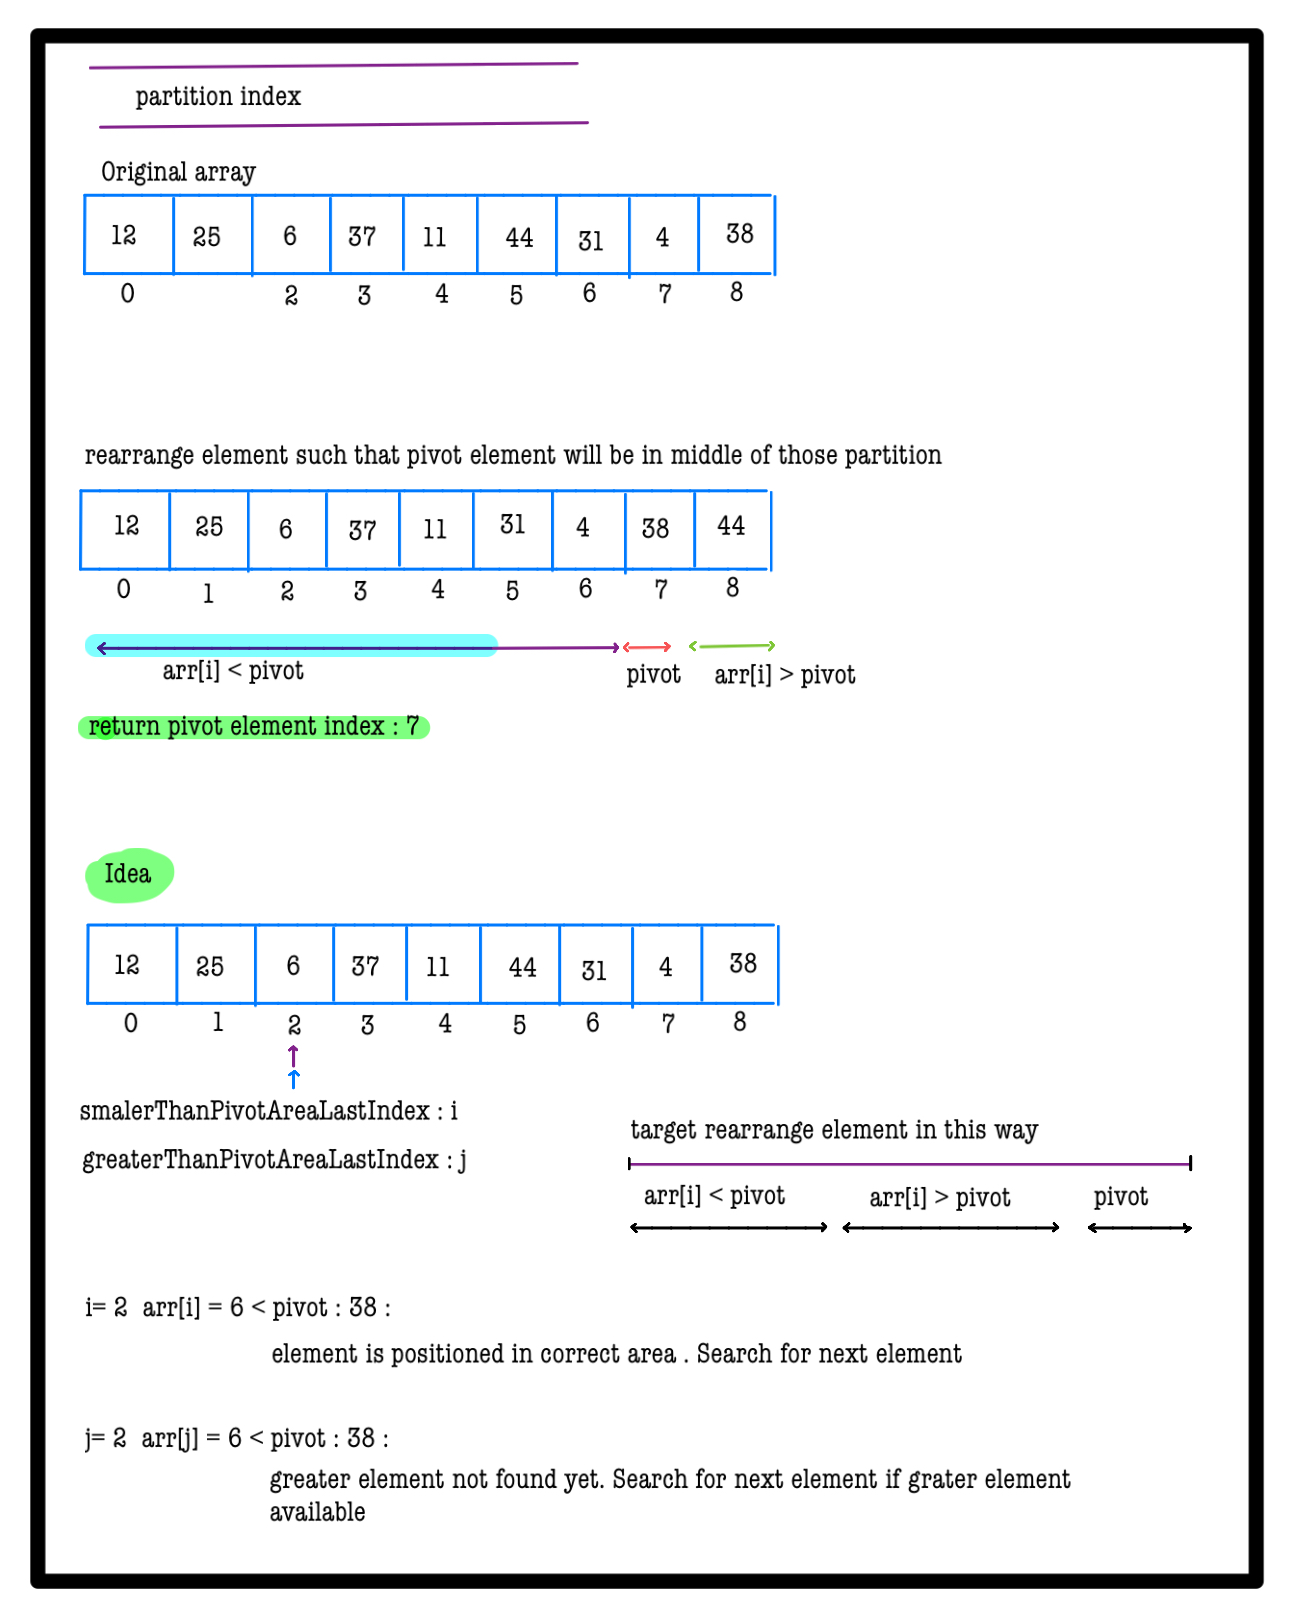 partition index
Original array
12 25 6 37 11 44 31 4 38
0 2 3 4 5 6 7 8
rearrange element such that pivot element will be in middle of those partition
12 25 6 37 11 31 4 38 44
0 1 2 3 4 5 6 7 8
arr[i] < pivot pivot arr[i] > pivot
return pivot element index : 7
Idea
12 25 6 37 11 44 31 4 38
0 1 2 3 4 5 6 7 8
smalerThanPivotAreaLastIndex : i
greaterThanPivotAreaLastIndex : j
target rearrange element in this way
arr[i] < pivot arr[i] > pivot pivot
i= 2 arr[i] = 6 < pivot : 38 :
element is positioned in correct area . Search for next element
j= 2 arr[j] = 6 < pivot : 38 :
greater element not found yet. Search for next element if grater element
available